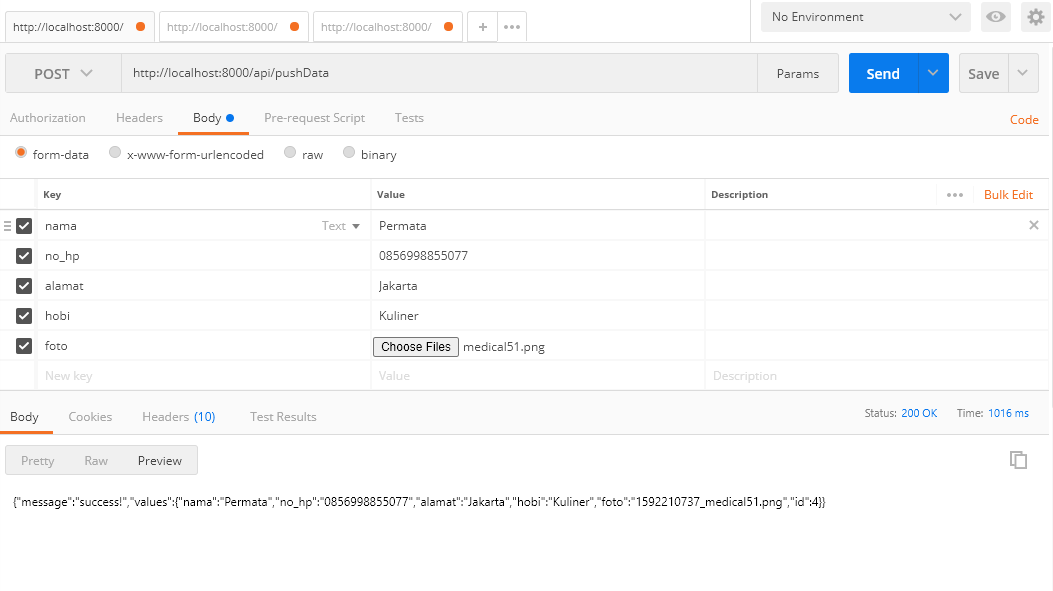 http://localhost:8000/ http://localhost:8000/ http://localhost:8000/ + ••• No Environment
POST http://localhost:8000/api/pushData Params Send Save
Authorization Headers Body Pre-request Script Tests Code
form-data x-www-form-urlencoded raw binary
Key Value Description ••• Bulk Edit
nama Text Permata
no_hp 0856998855077
alamat Jakarta
hobi Kuliner
foto Choose Files medical51.png
New key Value Description
Body Cookies Headers (10) Test Results Status: 200 OK Time: 1016 ms
Pretty Raw Preview
{"message":"success!","values":{"nama":"Permata","no_hp":"0856998855077","alamat":"Jakarta","hobi":"Kuliner","foto":"1592210737_medical51.png","id":4}}